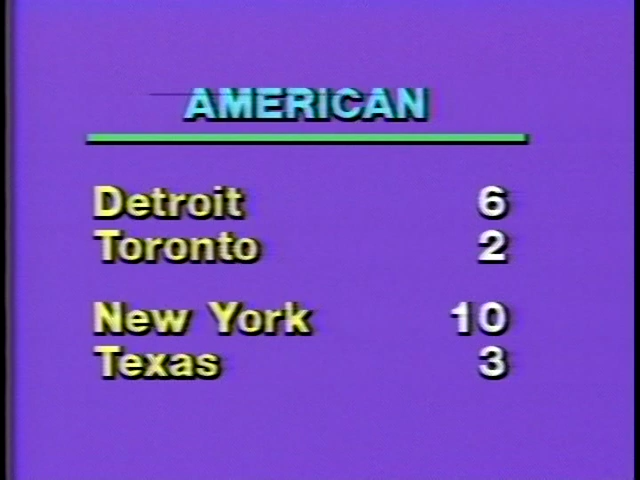 AMERICAN
Detroit 6
Toronto 2
New York 10
Texas 3